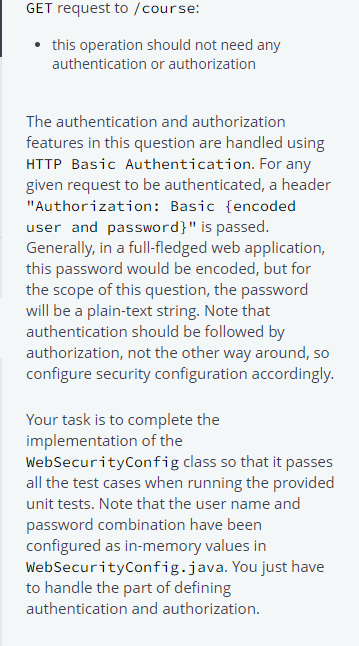 GET request to /course:
• this operation should not need any
authentication or authorization
The authentication and authorization
features in this question are handled using
HTTP Basic Authentication. For any
given request to be authenticated, a header
"Authorization: Basic {encoded
user and password}" is passed.
Generally, in a full-fledged web application,
this password would be encoded, but for
the scope of this question, the password
will be a plain-text string. Note that
authentication should be followed by
authorization, not the other way around, so
configure security configuration accordingly.
Your task is to complete the
implementation of the
WebSecurityConfig class so that it passes
all the test cases when running the provided
unit tests. Note that the user name and
password combination have been
configured as in-memory values in
WebSecurityConfig.java. You just have
to handle the part of defining
authentication and authorization.